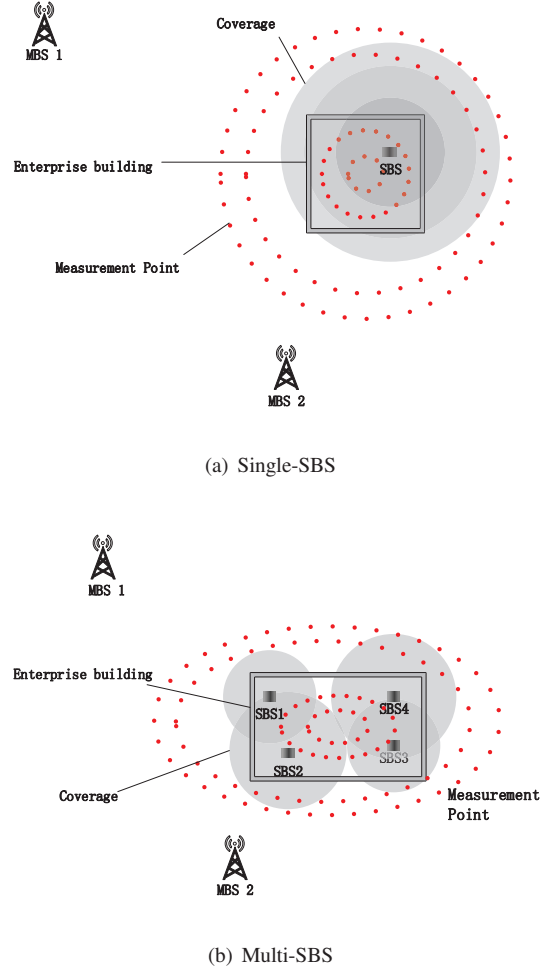 MBS 1
Coverage
Enterprise building
SBS
Measurement Point
MBS 2
(a) Single-SBS
MBS 1
Enterprise building
SBS1
SBS4
SBS2
SBS3
Coverage
Measurement
Point
MBS 2
(b) Multi-SBS